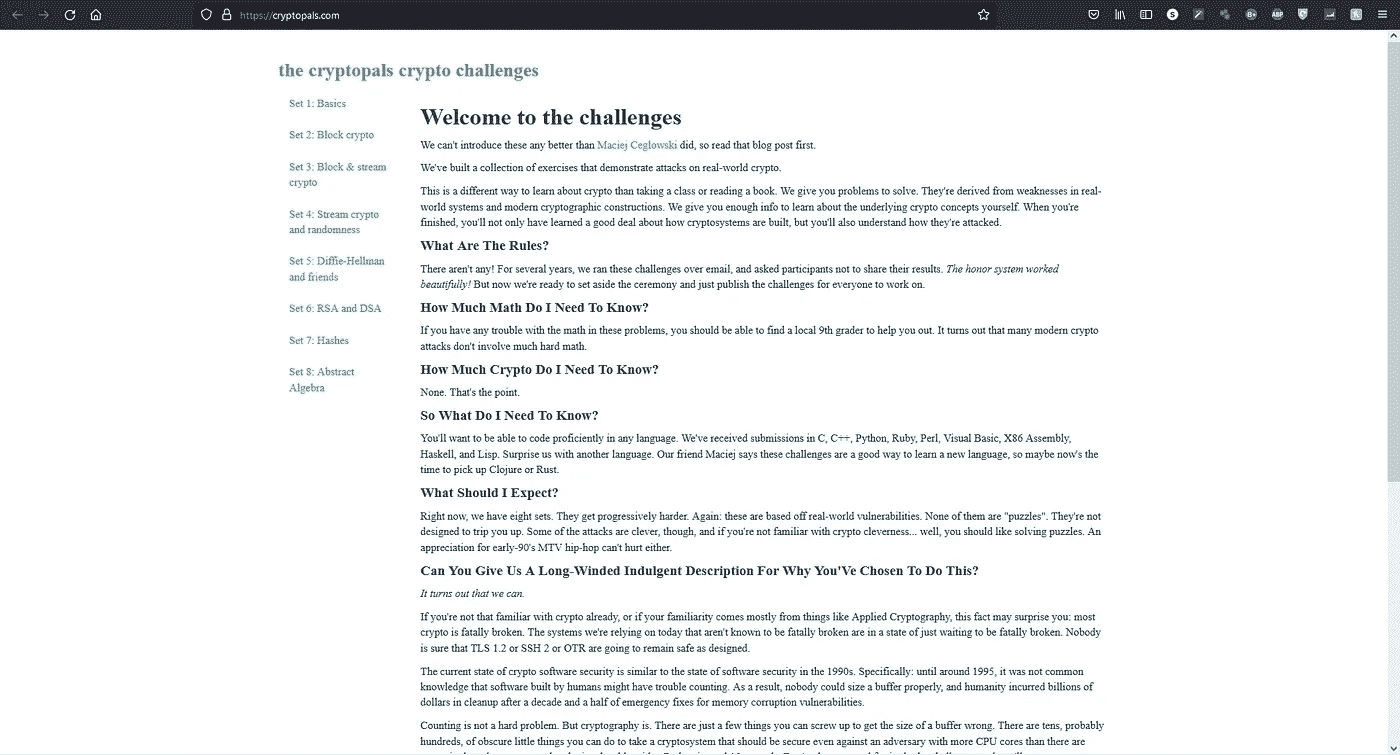 https://cryptopals.com
the cryptopals crypto challenges
Set 1: Basics
Set 2: Block crypto
Set 3: Block & stream
crypto
Set 4: Stream crypto
and randomness
Set 5: Diffie-Hellman
and friends
Set 6: RSA and DSA
Set 7: Hashes
Set 8: Abstract
Algebra
Welcome to the challenges
We can't introduce these any better than Maciej Ceglowski did, so read that blog post first.
We've built a collection of exercises that demonstrate attacks on real-world crypto.
This is a different way to learn about crypto than taking a class or reading a book. We give you problems to solve. They're derived from weaknesses in real-
world systems and modern cryptographic constructions. We give you enough info to learn about the underlying crypto concepts yourself. When you're
finished, you'll not only have learned a good deal about how cryptosystems are built, but you'll also understand how they're attacked.
What Are The Rules?
There aren't any! For several years, we ran these challenges over email, and asked participants not to share their results. The honor system worked
beautifully! But now we're ready to set aside the ceremony and just publish the challenges for everyone to work on.
How Much Math Do I Need To Know?
If you have any trouble with the math in these problems, you should be able to find a local 9th grader to help you out. It turns out that many modern crypto
attacks don't involve much hard math.
How Much Crypto Do I Need To Know?
None. That's the point.
So What Do I Need To Know?
You'll want to be able to code proficiently in any language. We've received submissions in C, C++, Python, Ruby, Perl, Visual Basic, X86 Assembly,
Haskell, and Lisp. Surprise us with another language. Our friend Maciej says these challenges are a good way to learn a new language, so maybe now's the
time to pick up Clojure or Rust.
What Should I Expect?
Right now, we have eight sets. They get progressively harder. Again: these are based off real-world vulnerabilities. None of them are "puzzles". They're not
designed to trip you up. Some of the attacks are clever, though, and if you're not familiar with crypto cleverness... well, you should like solving puzzles. An
appreciation for early-90's MTV hip-hop can't hurt either.
Can You Give Us A Long-Winded Indulgent Description For Why You'Ve Chosen To Do This?
It turns out that we can.
If you're not that familiar with crypto already, or if your familiarity comes mostly from things like Applied Cryptography, this fact may surprise you: most
crypto is fatally broken. The systems we're relying on today that aren't known to be fatally broken are in a state of just waiting to be fatally broken. Nobody
is sure that TLS 1.2 or SSH 2 or OTR are going to remain safe as designed.
The current state of crypto software security is similar to the state of software security in the 1990s. Specifically: until around 1995, it was not common
knowledge that software built by humans might have trouble counting. As a result, nobody could size a buffer properly, and humanity incurred billions of
dollars in cleanup after a decade and a half of emergency fixes for memory corruption vulnerabilities.
Counting is not a hard problem. But cryptography is. There are just a few things you can screw up to get the size of a buffer wrong. There are tens, probably
hundreds, of obscure little things you can do to take a cryptosystem that should be secure even against an adversary with more CPU cores than there are